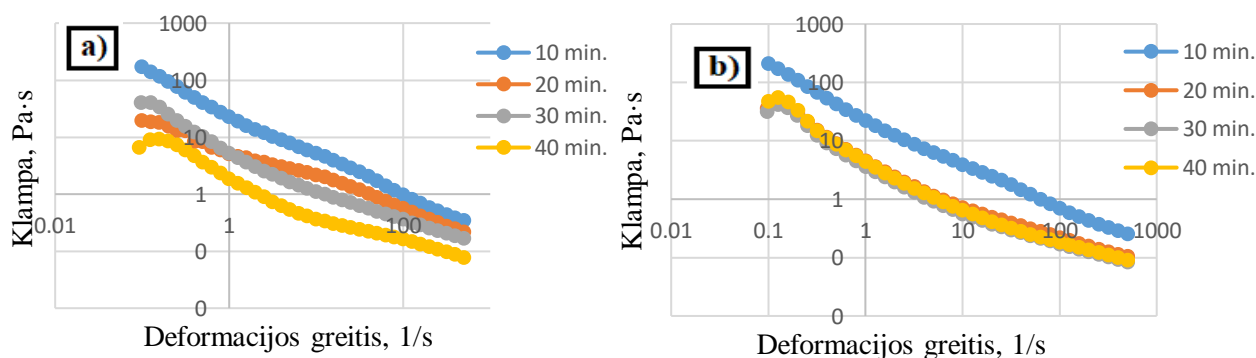 a)
1000
100
10
1
0
0
0.01
1
100
Klampa, Pa·s
Deformacijos greitis, 1/s
10 min.
20 min.
30 min.
40 min.
b)
1000
100
10
1
0
0
0.01
0.1
1
10
100
1000
Klampa, Pa·s
Deformacijos greitis, 1/s
10 min.
20 min.
30 min.
40 min.